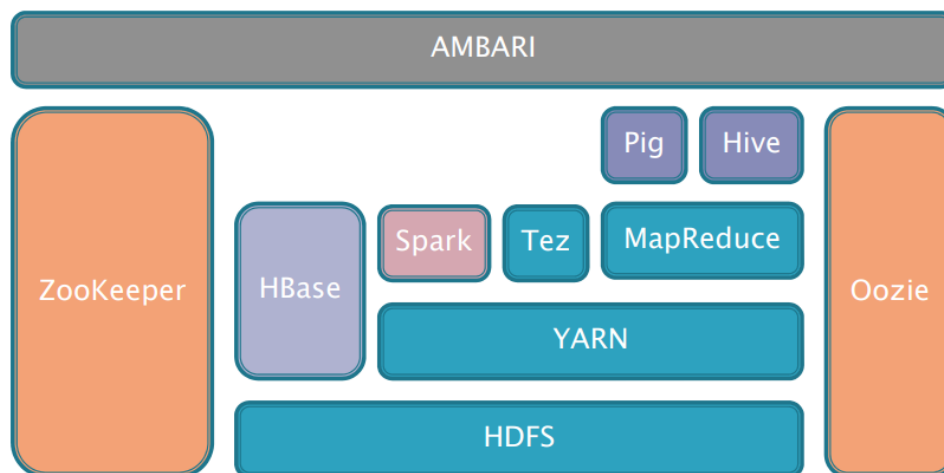 AMBARI
Pig
Hive
Spark
Tez
MapReduce
ZooKeeper
HBase
Oozie
YARN
HDFS